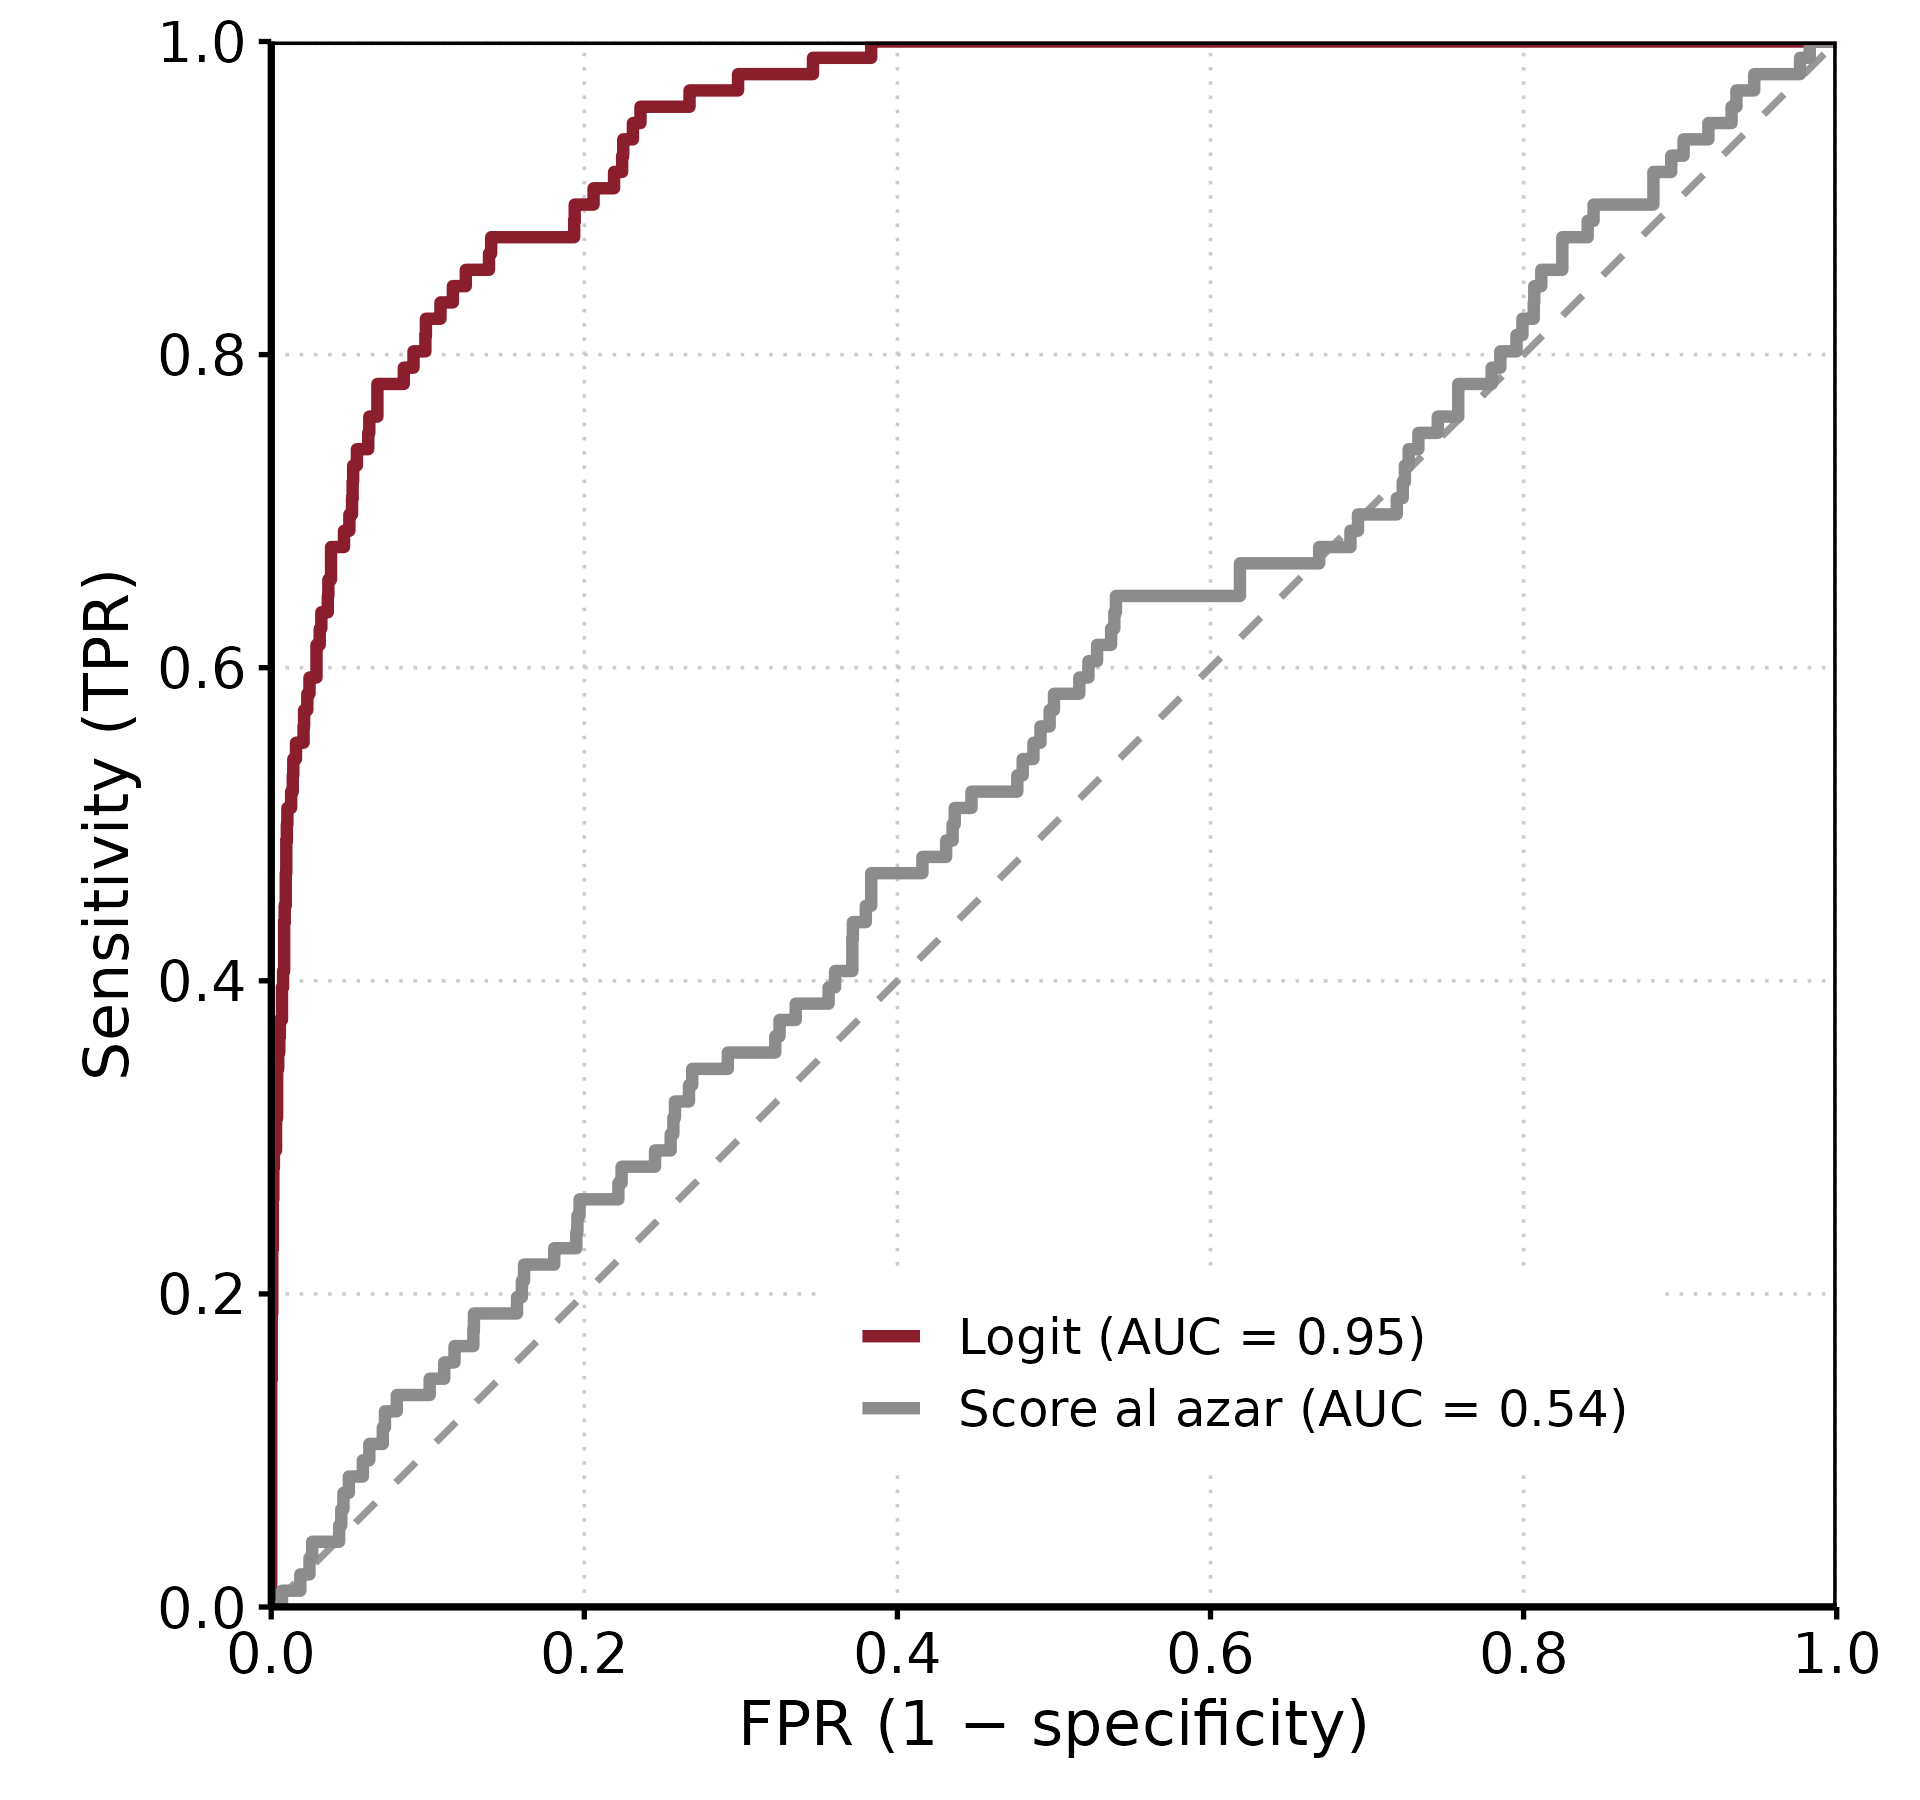 1.0
0.8
0.6
0.4
0.2
0.0
Sensitivity (TPR)
Logit (AUC = 0.95)
Score al azar (AUC = 0.54)
0.0 0.2 0.4 0.6 0.8 1.0
FPR (1 − specificity)